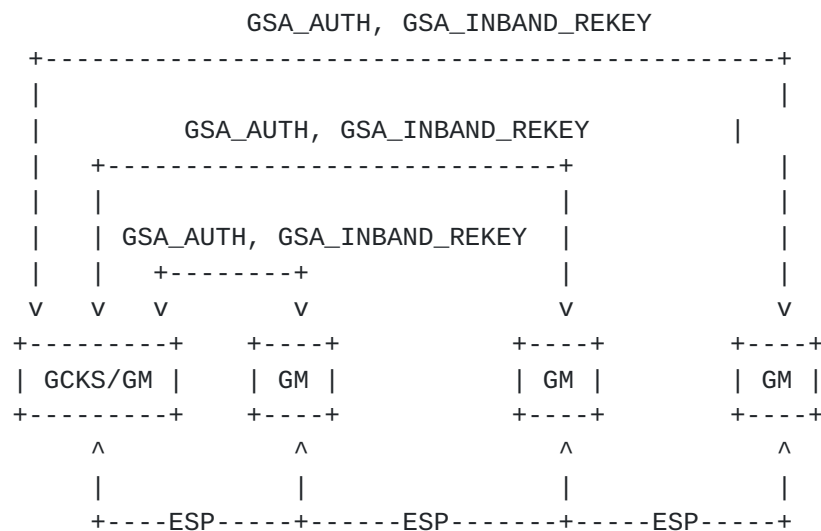 GSA_AUTH, GSA_INBAND_REKEY
GSA_AUTH, GSA_INBAND_REKEY
GSA_AUTH, GSA_INBAND_REKEY
GCKS/GM GM GM GM
ESP ESP ESP